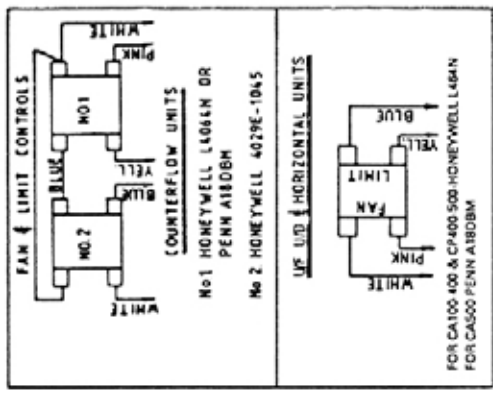 FAN & LIMIT CONTROLS
WHITE
PINK
NO1
BLUE
YELL
BLUE
NO.2
WHITE
COUNTERFLOW UNITS
No1 HONEYWELL L4064N OR
PENN A18DBM
No 2 HONEYWELL 4029E-1045
U/F U/D & HORIZONTAL UNITS
BLUE
YELL
LIMIT
FAN
PINK
WHITE
FOR CA100-400 & CP400-500-HONEYWELL L464N
FOR CA500 PENN A18DBM